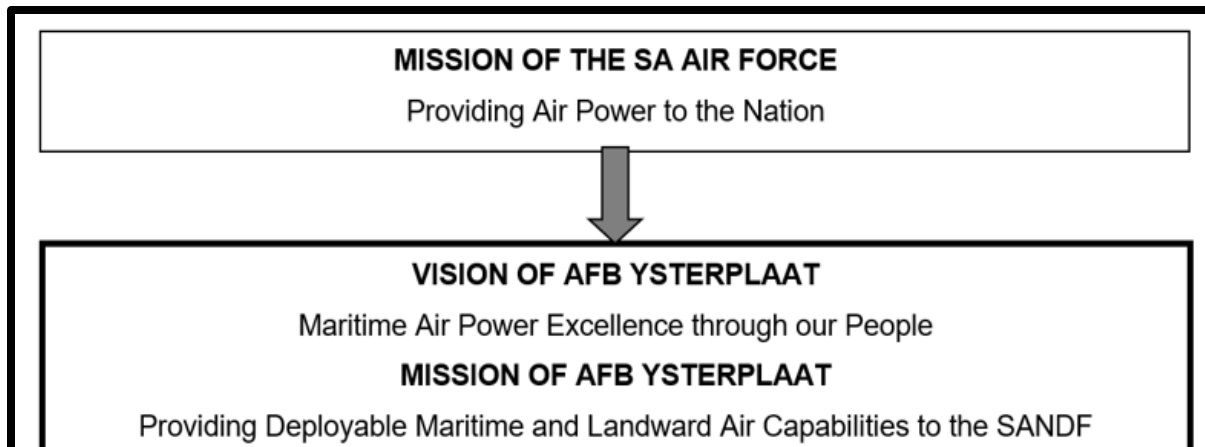 MISSION OF THE SA AIR FORCE
Providing Air Power to the Nation
VISION OF AFB YSTERPLAAT
Maritime Air Power Excellence through our People
MISSION OF AFB YSTERPLAAT
Providing Deployable Maritime and Landward Air Capabilities to the SANDF